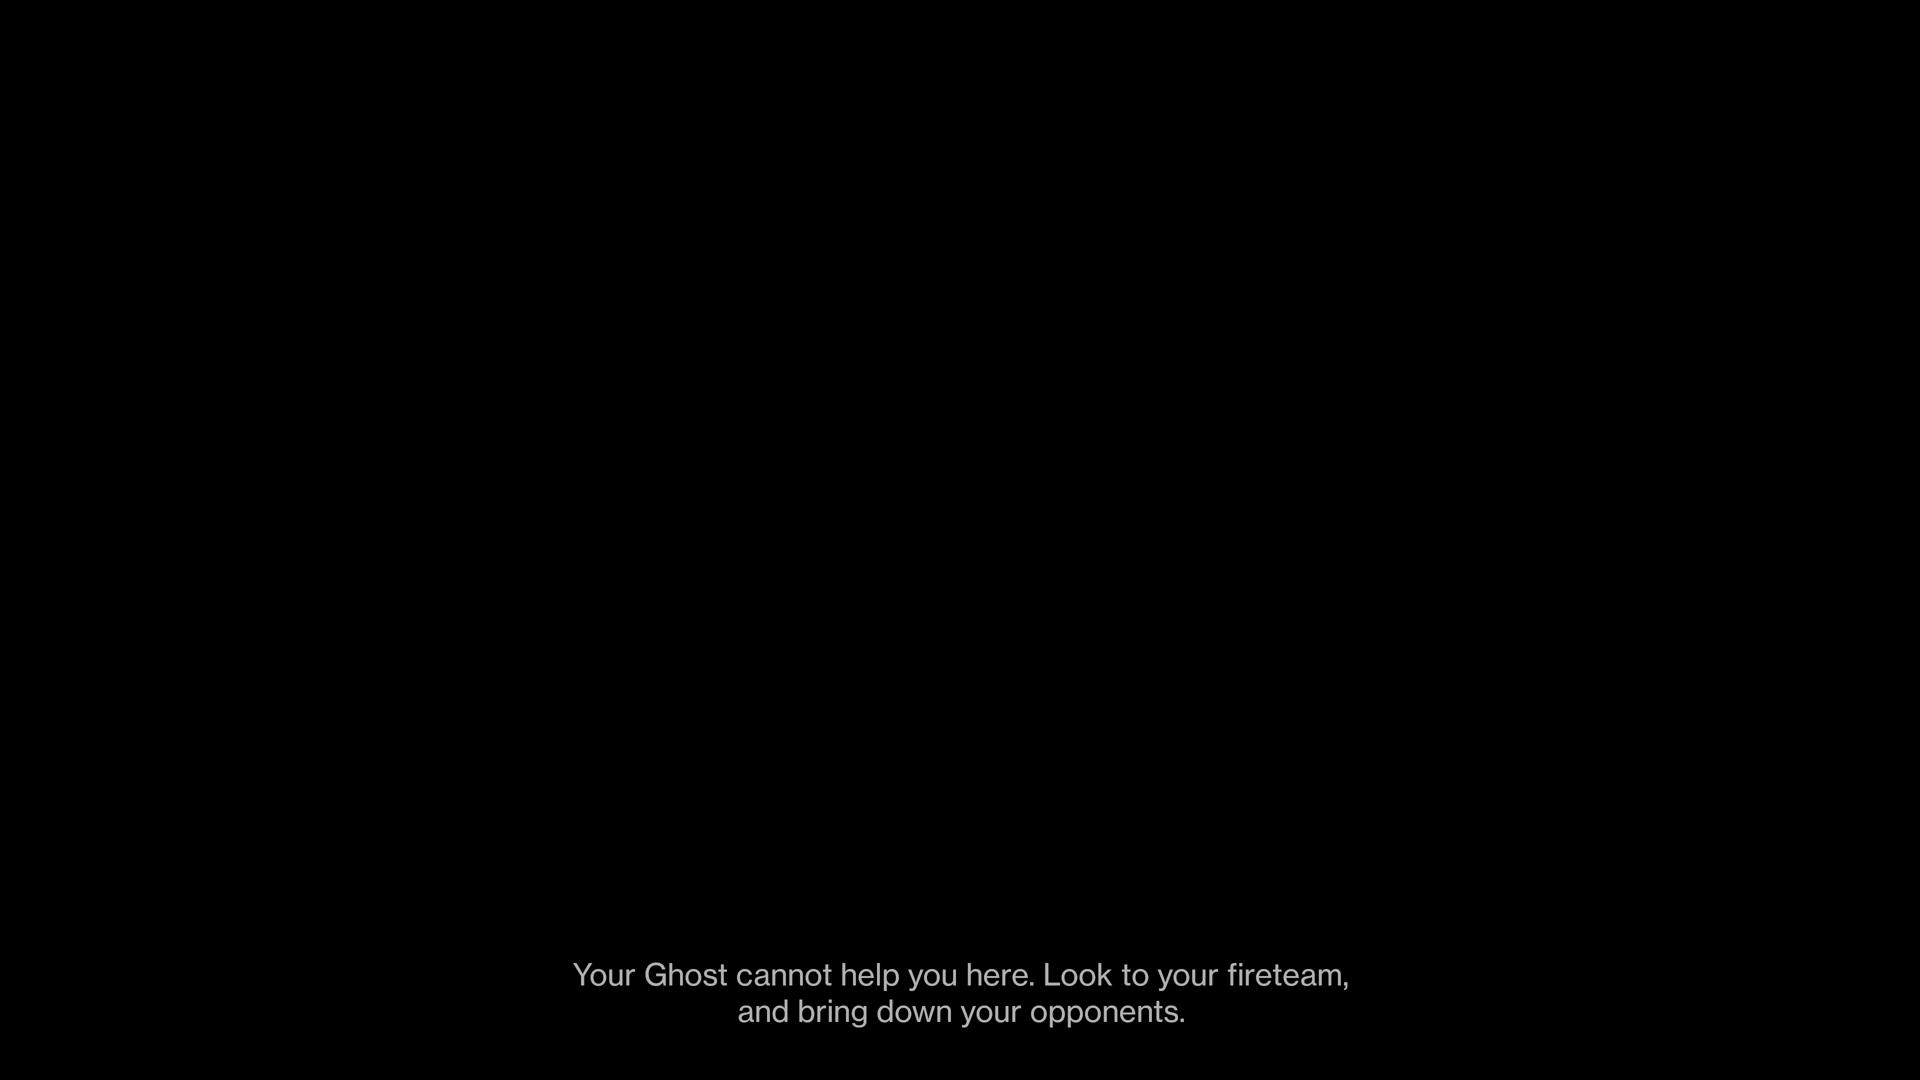 Your Ghost cannot help you here. Look to your fireteam,
and bring down your opponents.